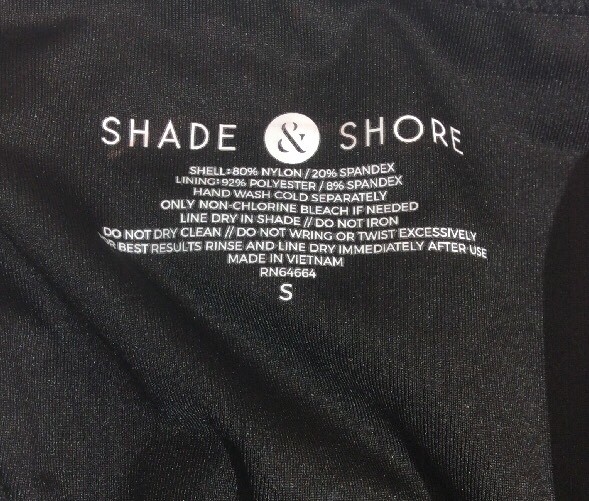 SHADE & SHORE
SHELL: 80% NYLON / 20% SPANDEX
LINING: 92% POLYESTER / 8% SPANDEX
HAND WASH COLD SEPARATELY
ONLY NON-CHLORINE BLEACH IF NEEDED
LINE DRY IN SHADE // DO NOT IRON
DO NOT DRY CLEAN // DO NOT WRING OR TWIST EXCESSIVELY
BEST RESULTS RINSE AND LINE DRY IMMEDIATELY AFTER USE
MADE IN VIETNAM
RN64664
S